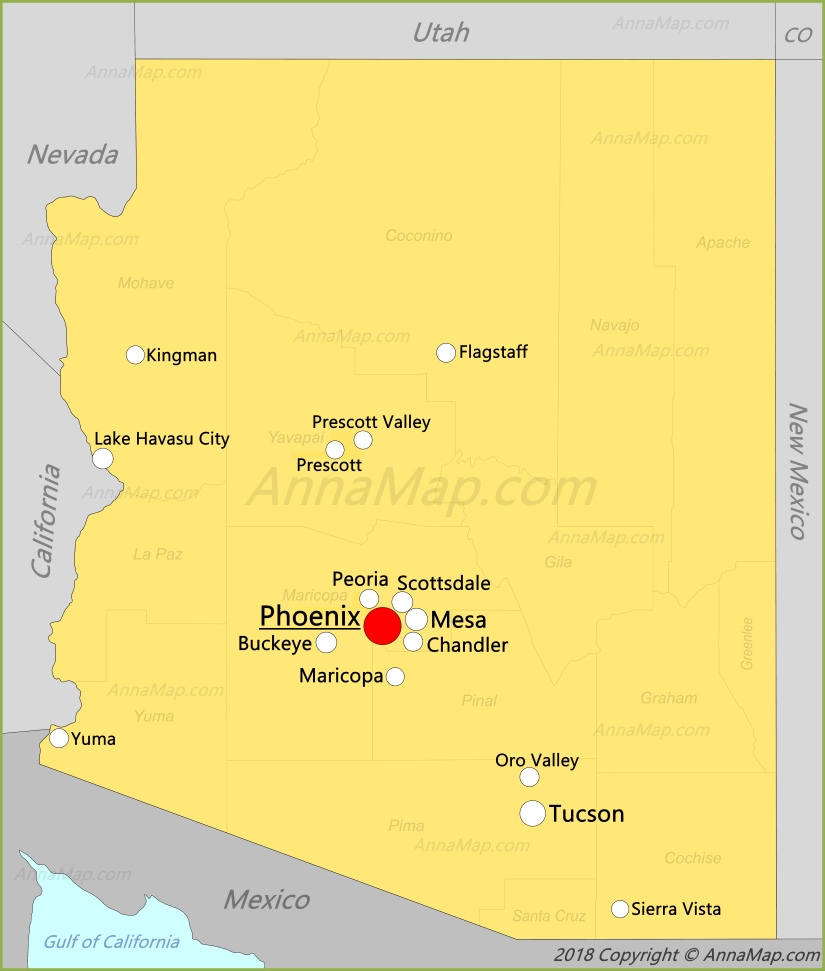 AnnaMap.com
Utah
CO
AnnaMap.com
AnnaMap.com
Nevada
AnnaMap.com
Coconino
Apache
Mohave
Navajo
AnnaMap.com
AnnaMap.com
Kingman
Flagstaff
Prescott Valley
Lake Havasu City
Yavapai
Prescott
New Mexico
AnnaMap.com
AnnaMap.com
California
AnnaMap.com
La Paz
Gila
Peoria
Scottsdale
Maricopa
Phoenix
Mesa
Buckeye
Chandler
Greenlee
Maricopa
AnnaMap.com
Pinal
Graham
Yuma
AnnaMap.com
Yuma
Oro Valley
Tucson
Pima
AnnaMap.com
Cochise
AnnaMap.com
Mexico
Santa Cruz
Sierra Vista
Gulf of California
2018 Copyright © AnnaMap.com